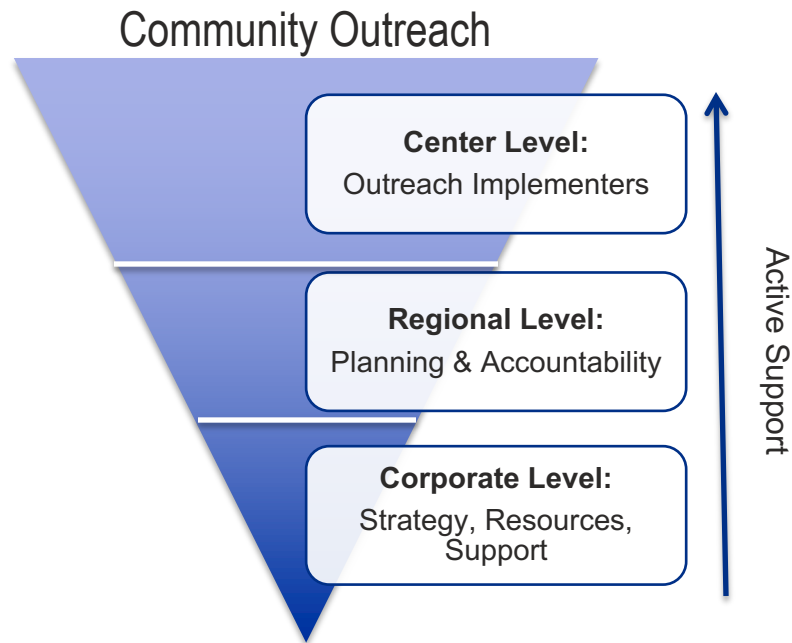 Community Outreach
Center Level:
Outreach Implementers
Regional Level:
Planning & Accountability
Corporate Level:
Strategy, Resources,
Support
Active Support